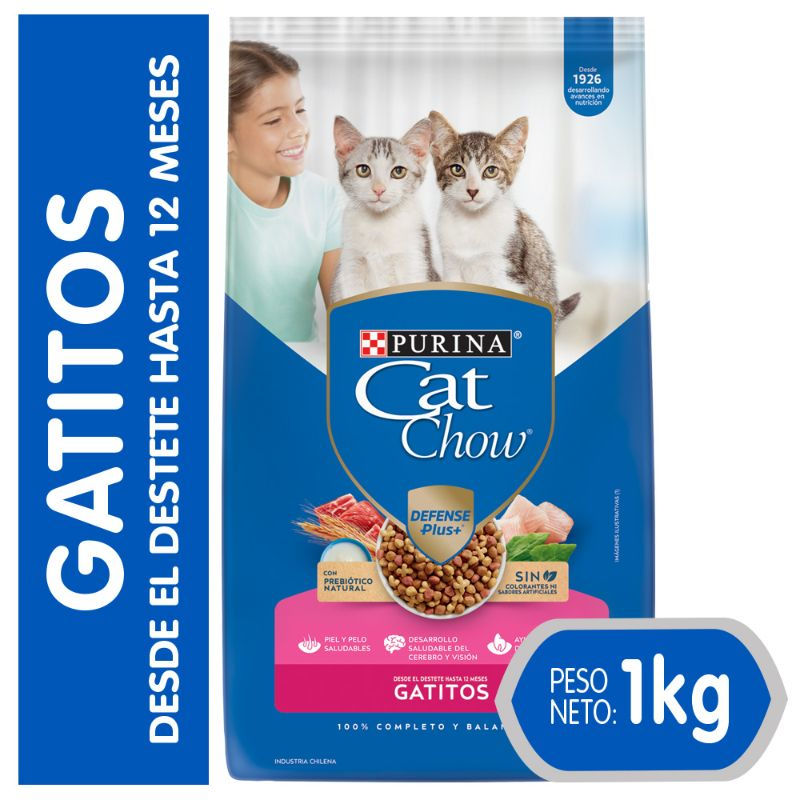 GATITOS
DESDE EL DESTETE HASTA 12 MESES
Desde
1926
desarrollando
avances en
nutrición
PURINA®
Cat
Chow®
DEFENSE
Plus+
CON
PREBIÓTICO
NATURAL
SIN
COLORANTES NI
SABORES ARTIFICIALES
IMÁGENES ILUSTRATIVAS (1)
PIEL Y PELO
SALUDABLES
DESARROLLO
SALUDABLE DEL
CEREBRO Y VISIÓN
DESDE EL DESTETE HASTA 12 MESES
GATITOS
100% COMPLETO Y
INDUSTRIA CHILENA
PESO
NETO: 1kg